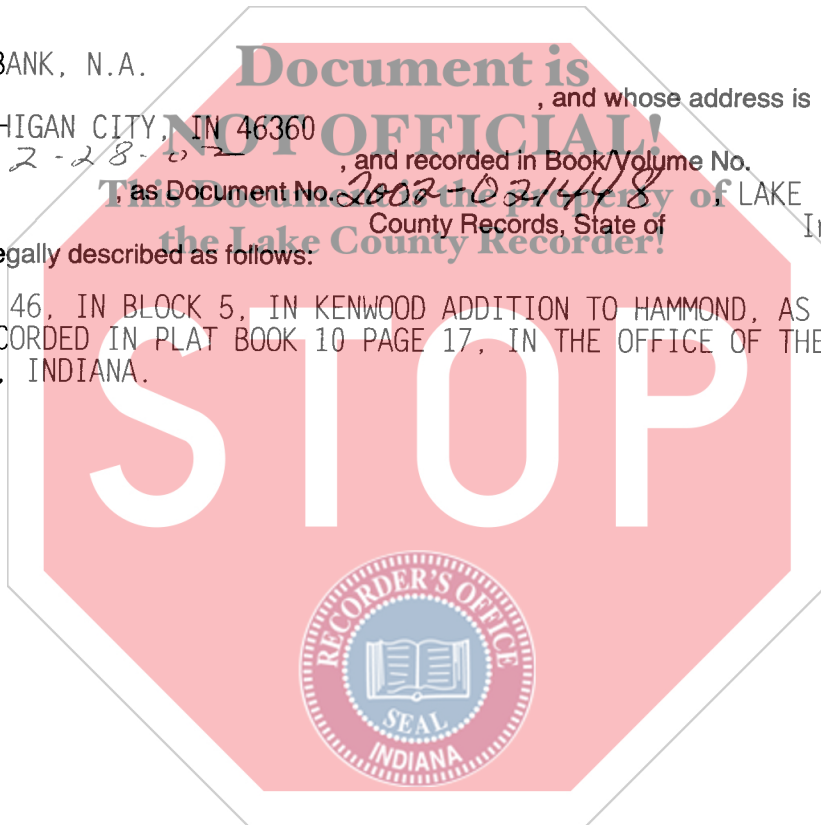 BANK, N.A.
Document is
, and whose address is
HIGAN CITY, IN 46360
NOT OFFICIAL!
2-28-02
, and recorded in Book/Volume No.
, as Document No. 2002-021448, LAKE
This Document is the property of
County Records, State of
the Lake County Recorder!
egally described as follows:
46, IN BLOCK 5, IN KENWOOD ADDITION TO HAMMOND, AS
CORDED IN PLAT BOOK 10 PAGE 17, IN THE OFFICE OF THE
, INDIANA.
STOP
RECORDER'S OFFICE
SEAL
INDIANA